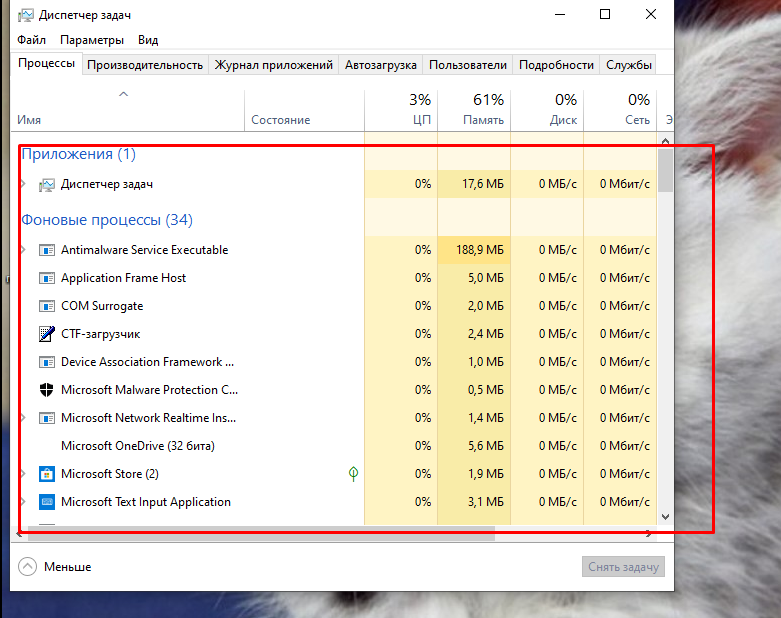 Диспетчер задач
Файл Параметры Вид
Процессы Производительность Журнал приложений Автозагрузка Пользователи Подробности Службы
3% 61% 0% 0%
Имя Состояние ЦП Память Диск Сеть Э
Приложения (1)
Диспетчер задач 0% 17,6 МБ 0 МБ/с 0 Мбит/с
Фоновые процессы (34)
Antimalware Service Executable 0% 188,9 МБ 0 МБ/с 0 Мбит/с
Application Frame Host 0% 5,0 МБ 0 МБ/с 0 Мбит/с
COM Surrogate 0% 2,0 МБ 0 МБ/с 0 Мбит/с
CTF-загрузчик 0% 2,4 МБ 0 МБ/с 0 Мбит/с
Device Association Framework ... 0% 1,0 МБ 0 МБ/с 0 Мбит/с
Microsoft Malware Protection C... 0% 0,5 МБ 0 МБ/с 0 Мбит/с
Microsoft Network Realtime Ins... 0% 1,4 МБ 0 МБ/с 0 Мбит/с
Microsoft OneDrive (32 бита) 0% 5,6 МБ 0 МБ/с 0 Мбит/с
Microsoft Store (2) 0% 1,9 МБ 0 МБ/с 0 Мбит/с
Microsoft Text Input Application 0% 3,1 МБ 0 МБ/с 0 Мбит/с
Меньше Снять задачу